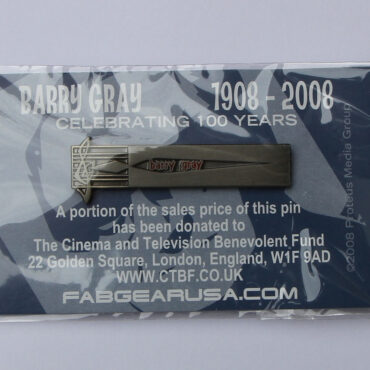 BARRY GRAY 1908 - 2008
CELEBRATING 100 YEARS
barry gray
A portion of the sales price of this pin
has been donated to
The Cinema and Television Benevolent Fund
22 Golden Square, London, England, W1F 9AD
WWW.CTBF.CO.UK
FABGEARUSA.COM
©2008 Proteus Media Group